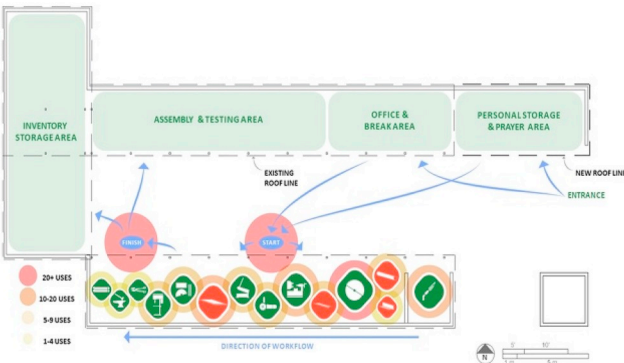 INVENTORY
STORAGE AREA
ASSEMBLY & TESTING AREA
OFFICE &
BREAK AREA
PERSONAL STORAGE
& PRAYER AREA
EXISTING
ROOF LINE
NEW ROOF LINE
ENTRANCE
FINISH
START
20+ USES
10-20 USES
5-9 USES
1-4 USES
DIRECTION OF WORKFLOW
N
10'